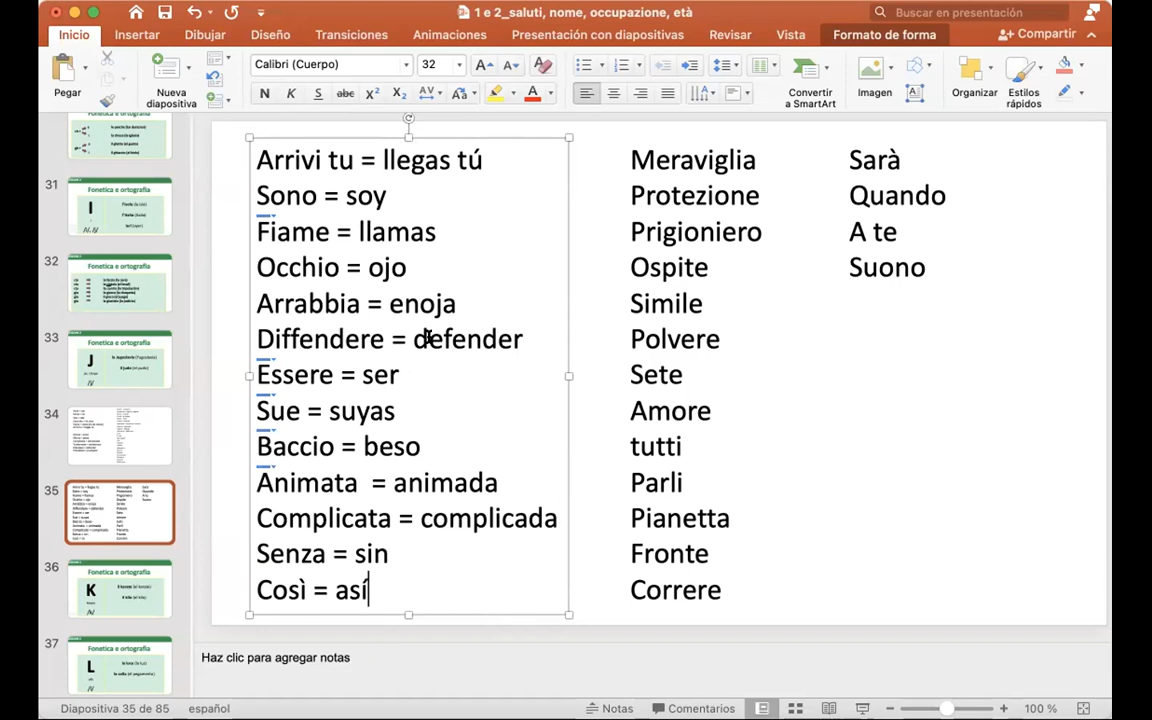 1 e 2_saluti, nome, occupazione, età
Buscar en presentación
Inicio Insertar Dibujar Diseño Transiciones Animaciones Presentación con diapositivas Revisar Vista Formato de forma Compartir
Calibri (Cuerpo) 32
Pegar Nueva diapositiva N K S abc X² X₂ AV Aa A Convertir a SmartArt Imagen Organizar Estilos rápidos
Arrivi tu = llegas tú
Sono = soy
Fiame = llamas
Occhio = ojo
Arrabbia = enoja
Diffendere = defender
Essere = ser
Sue = suyas
Baccio = beso
Animata  = animada
Complicata = complicada
Senza = sin
Così = así
Meraviglia
Protezione
Prigioniero
Ospite
Simile
Polvere
Sete
Amore
tutti
Parli
Pianetta
Fronte
Correre
Sarà
Quando
A te
Suono
31
Fonetica e ortografia
I
32
Fonetica e ortografia
33
Fonetica e ortografia
J
34
35
36
Fonetica e ortografia
K
37
Fonetica e ortografia
L
Haz clic para agregar notas
Diapositiva 35 de 85 español Notas Comentarios 100 %